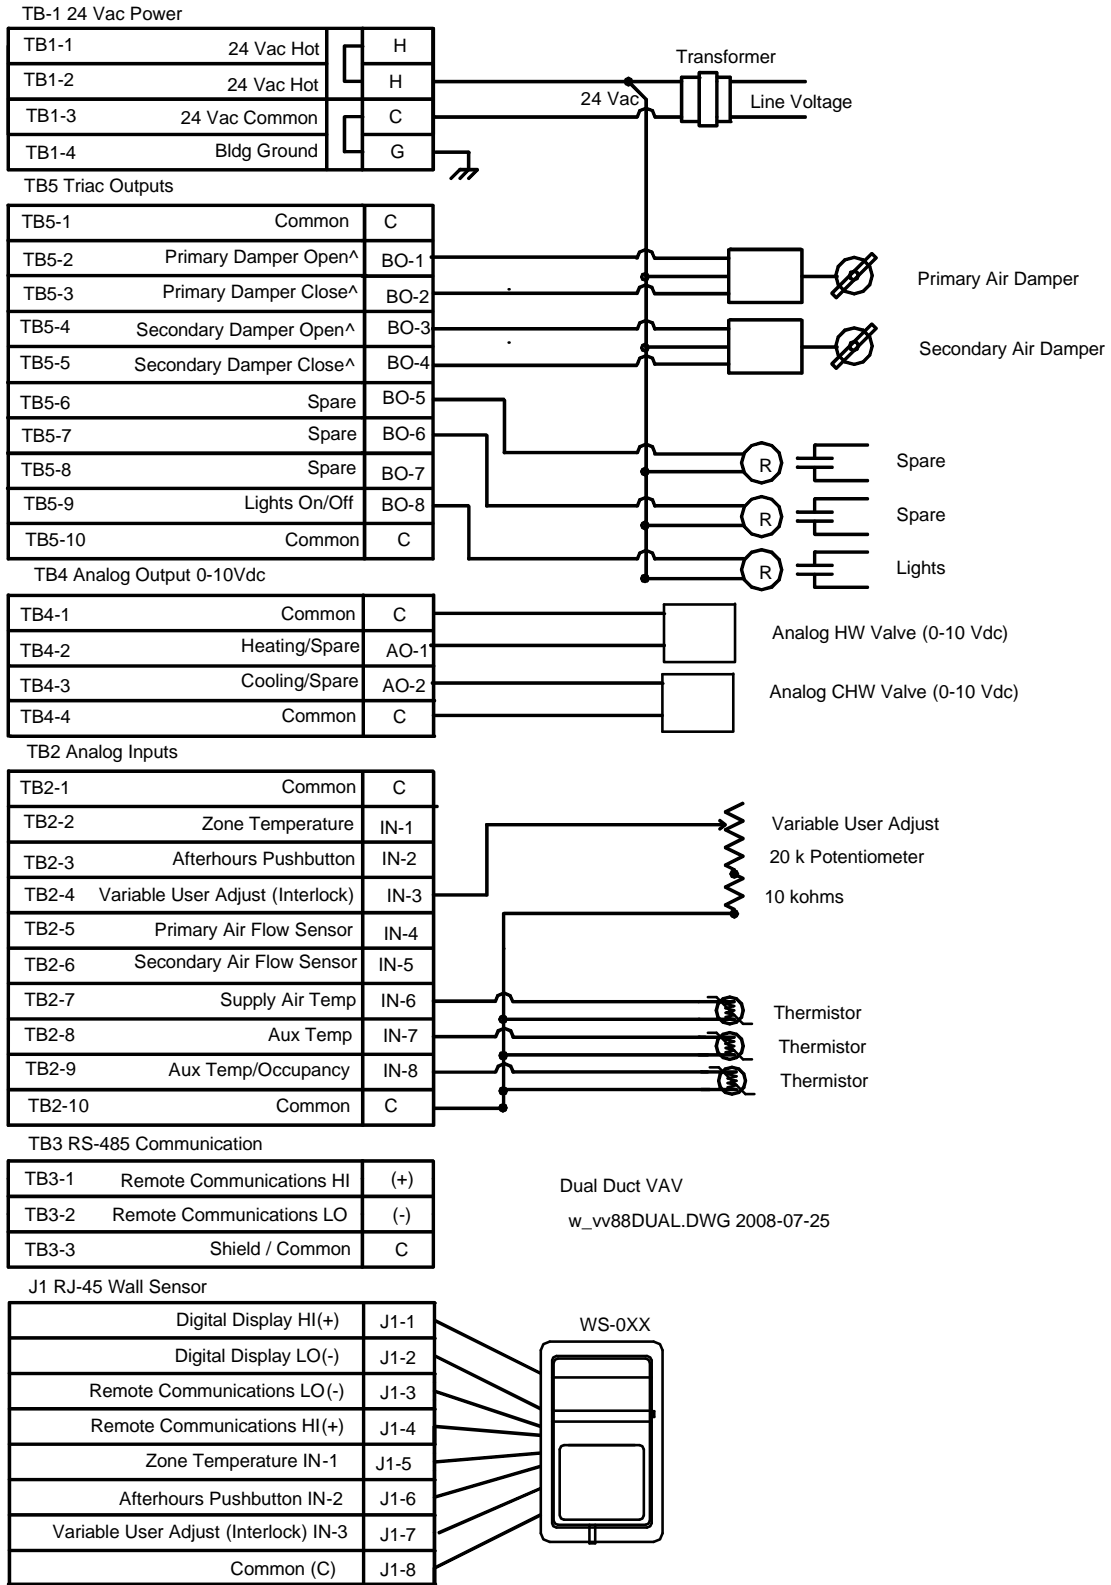 TB-1 24 Vac Power
TB1-1 24 Vac Hot H
TB1-2 24 Vac Hot H
TB1-3 24 Vac Common C
TB1-4 Bldg Ground G
Transformer
24 Vac
Line Voltage
TB5 Triac Outputs
TB5-1 Common C
TB5-2 Primary Damper Open^ BO-1
TB5-3 Primary Damper Close^ BO-2
Primary Air Damper
TB5-4 Secondary Damper Open^ BO-3
TB5-5 Secondary Damper Close^ BO-4
Secondary Air Damper
TB5-6 Spare BO-5
TB5-7 Spare BO-6
TB5-8 Spare BO-7
R Spare
TB5-9 Lights On/Off BO-8
R Spare
TB5-10 Common C
R Lights
TB4 Analog Output 0-10Vdc
TB4-1 Common C
TB4-2 Heating/Spare AO-1
Analog HW Valve (0-10 Vdc)
TB4-3 Cooling/Spare AO-2
Analog CHW Valve (0-10 Vdc)
TB4-4 Common C
TB2 Analog Inputs
TB2-1 Common C
TB2-2 Zone Temperature IN-1
Variable User Adjust
TB2-3 Afterhours Pushbutton IN-2
20 k Potentiometer
TB2-4 Variable User Adjust (Interlock) IN-3
10 kohms
TB2-5 Primary Air Flow Sensor IN-4
TB2-6 Secondary Air Flow Sensor IN-5
TB2-7 Supply Air Temp IN-6
Thermistor
TB2-8 Aux Temp IN-7
Thermistor
TB2-9 Aux Temp/Occupancy IN-8
Thermistor
TB2-10 Common C
TB3 RS-485 Communication
TB3-1 Remote Communications HI (+)
TB3-2 Remote Communications LO (-)
TB3-3 Shield / Common C
Dual Duct VAV
w_vv88DUAL.DWG 2008-07-25
J1 RJ-45 Wall Sensor
Digital Display HI(+) J1-1
WS-0XX
Digital Display LO(-) J1-2
Remote Communications LO(-) J1-3
Remote Communications HI(+) J1-4
Zone Temperature IN-1 J1-5
Afterhours Pushbutton IN-2 J1-6
Variable User Adjust (Interlock) IN-3 J1-7
Common (C) J1-8